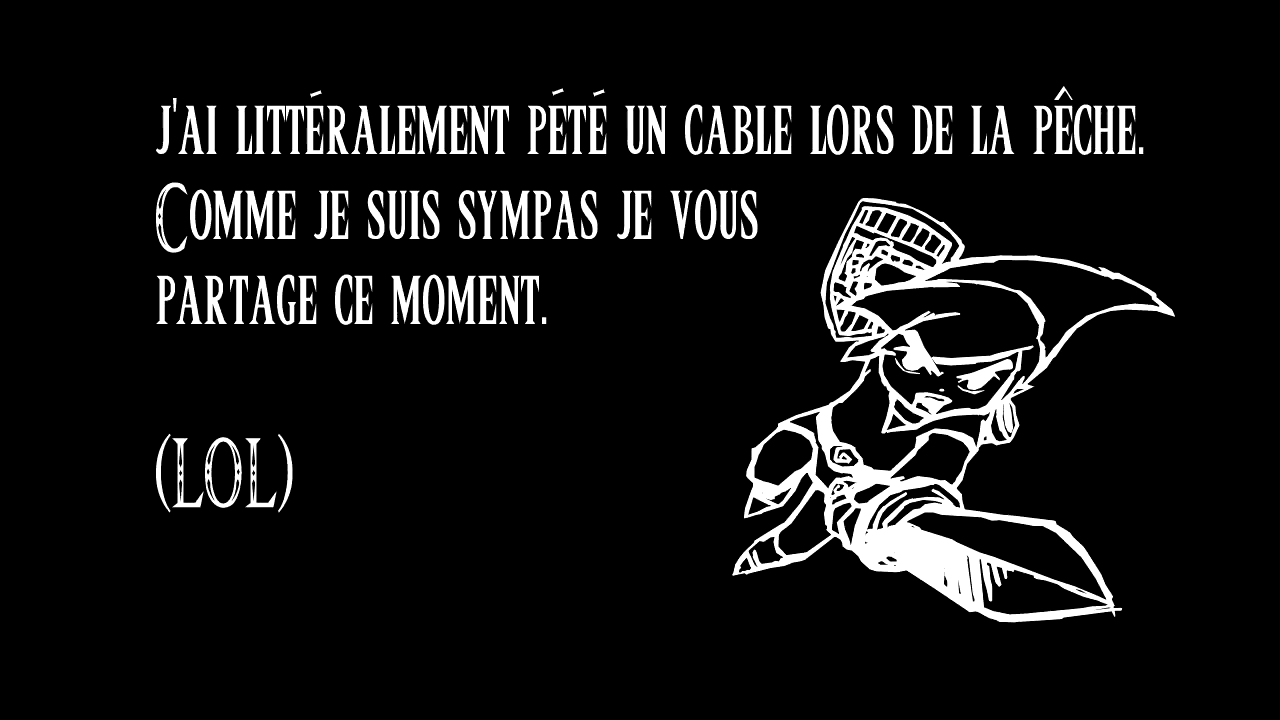 J'ai littéralement pété un cable lors de la pêche.
Comme je suis sympas je vous
partage ce moment.
(LOL)